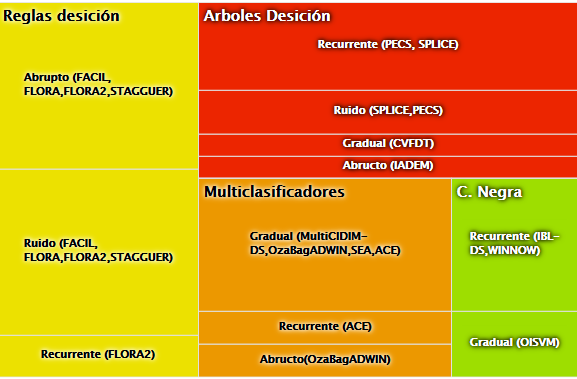 Reglas desición
Abrupto (FACIL,
FLORA,FLORA2,STAGGUER)
Ruido (FACIL,
FLORA,FLORA2,STAGGUER)
Recurrente (FLORA2)
Arboles Desición
Recurrente (PECS, SPLICE)
Ruido (SPLICE,PECS)
Gradual (CVFDT)
Abructo (IADEM)
Multiclasificadores
Gradual (MultiCIDIM-
DS,OzaBagADWIN,SEA,ACE)
Recurrente (ACE)
Abructo(OzaBagADWIN)
C. Negra
Recurrente (IBL-
DS,WINNOW)
Gradual (OISVM)